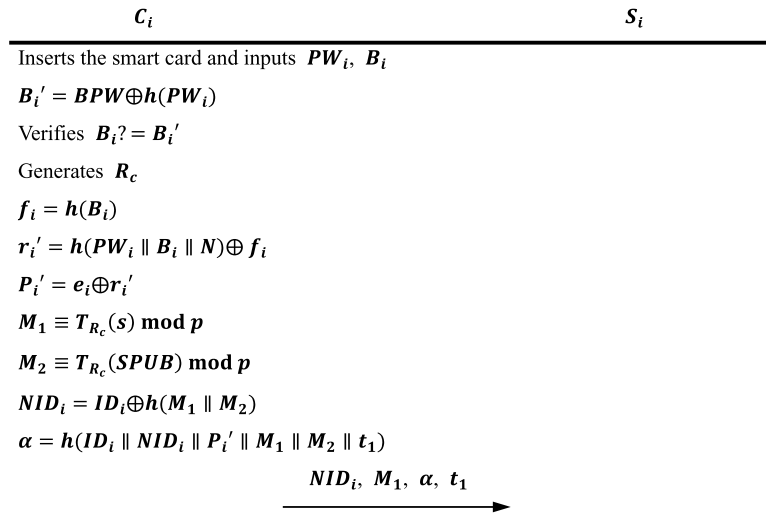 C_i S_i
Inserts the smart card and inputs PW_i, B_i
B_i′ = BPW⊕h(PW_i)
Verifies B_i? = B_i′
Generates R_c
f_i = h(B_i)
r_i′ = h(PW_i ∥ B_i ∥ N)⊕ f_i
P_i′ = e_i⊕r_i′
M_1 ≡ T_{R_c}(s) mod p
M_2 ≡ T_{R_c}(SPUB) mod p
NID_i = ID_i⊕h(M_1 ∥ M_2)
α = h(ID_i ∥ NID_i ∥ P_i′ ∥ M_1 ∥ M_2 ∥ t_1)
NID_i, M_1, α, t_1